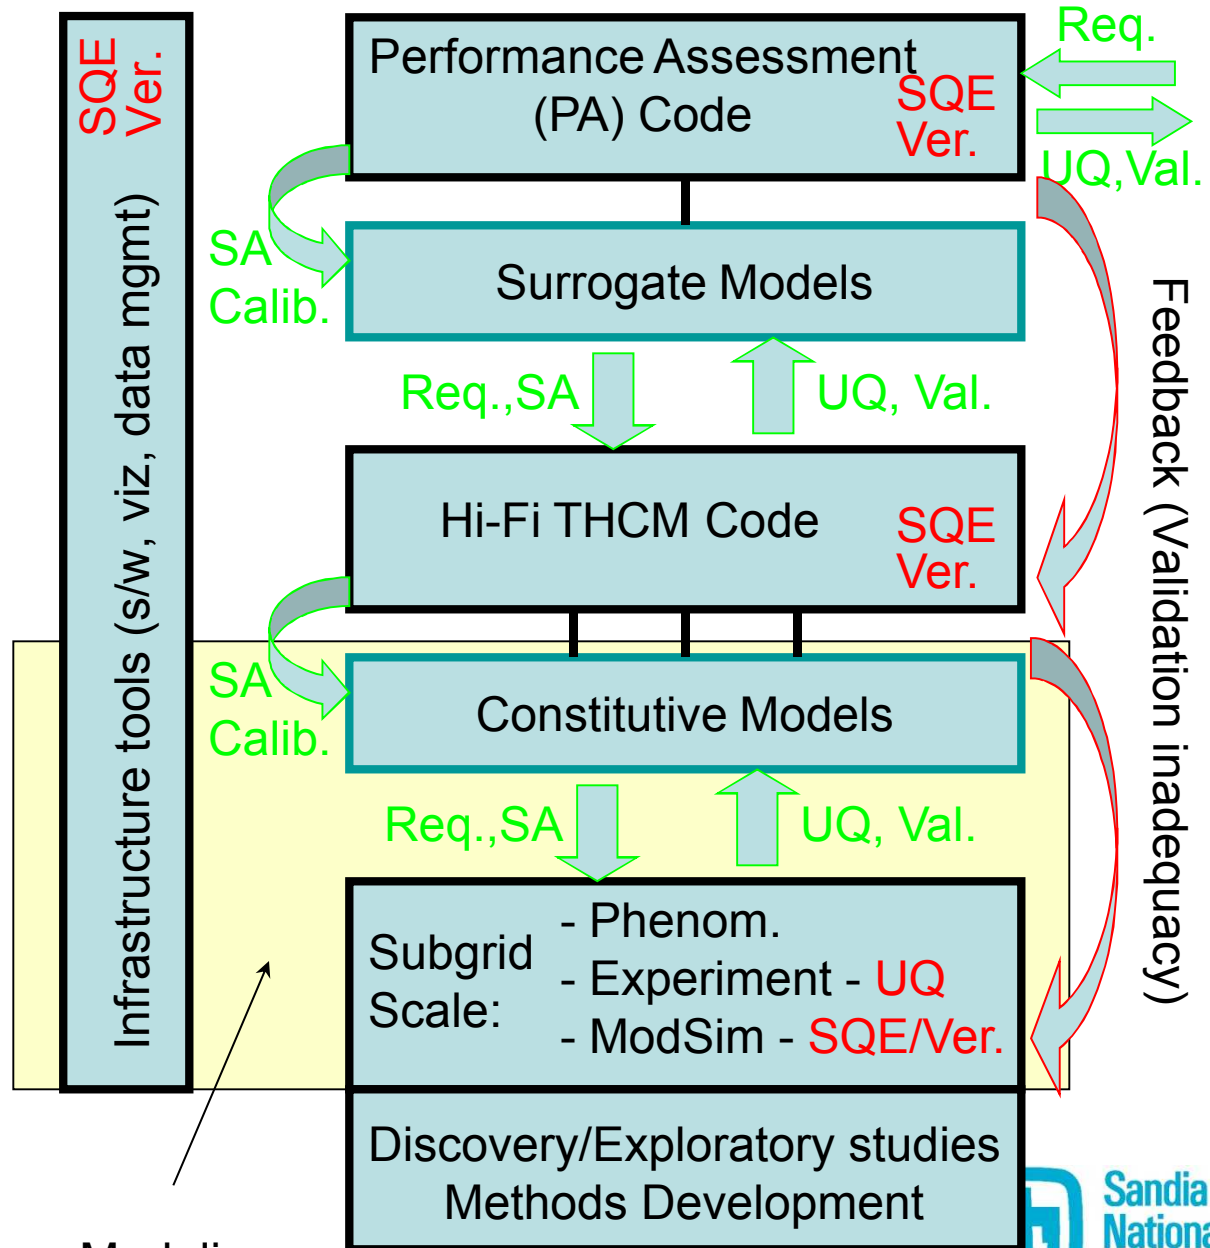 SQE
Ver.
Infrastructure tools (s/w, viz, data mgmt)
Performance Assessment
(PA) Code
SQE
Ver.
Req.
UQ,Val.
SA
Calib.
Surrogate Models
Req.,SA
UQ, Val.
Hi-Fi THCM Code
SQE
Ver.
Feedback (Validation inadequacy)
SA
Calib.
Constitutive Models
Req.,SA
UQ, Val.
Subgrid
Scale:
- Phenom.
- Experiment - UQ
- ModSim - SQE/Ver.
Discovery/Exploratory studies
Methods Development
Sandia